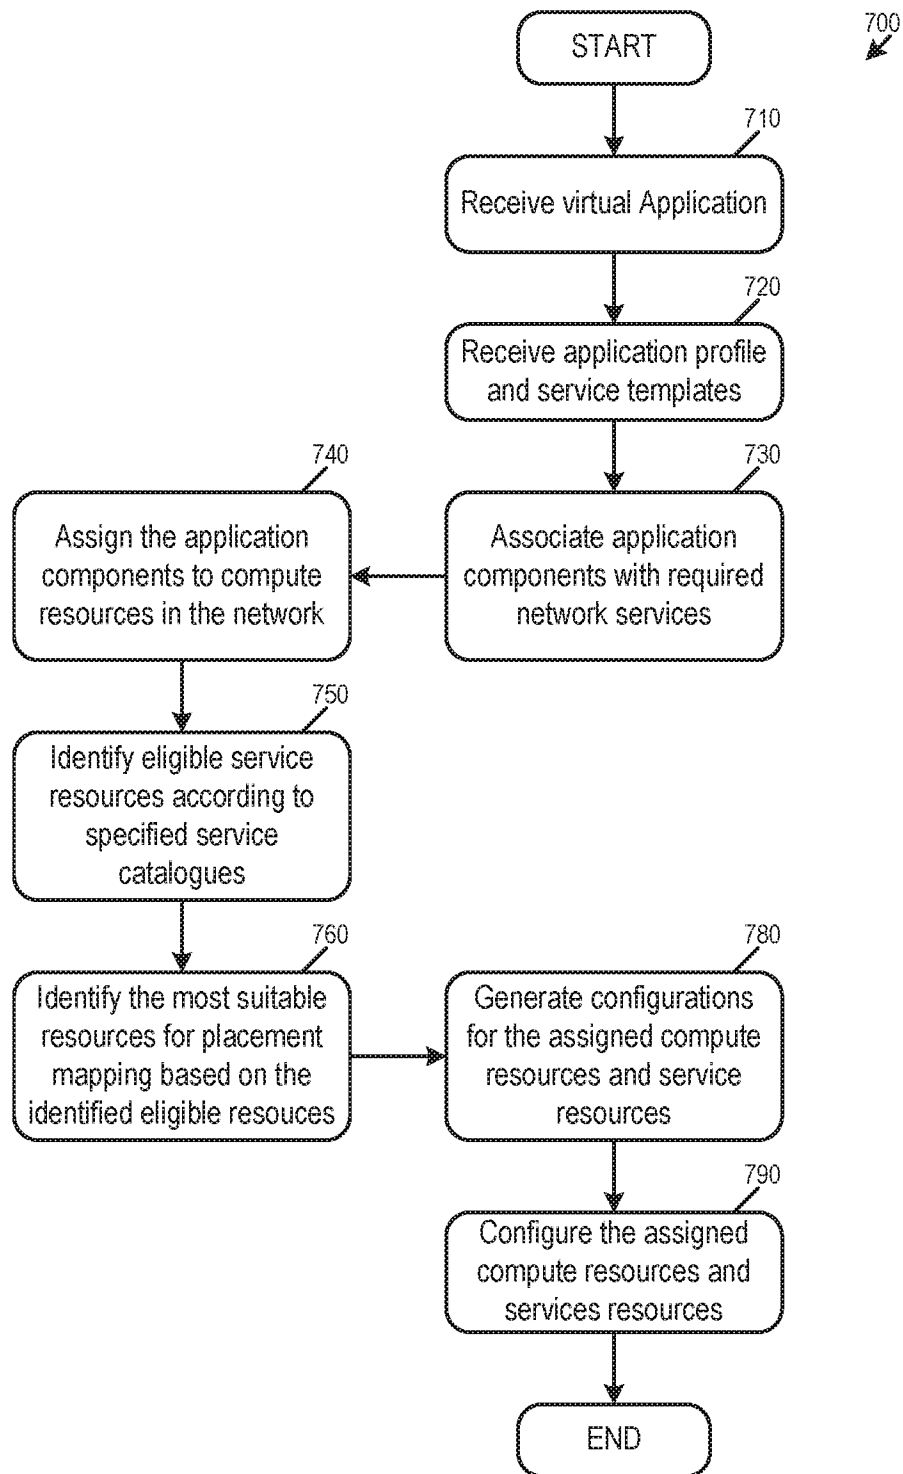 700
START
710
Receive virtual Application
720
Receive application profile
and service templates
730
Associate application
components with required
network services
740
Assign the application
components to compute
resources in the network
750
Identify eligible service
resources according to
specified service
catalogues
760
Identify the most suitable
resources for placement
mapping based on the
identified eligible resouces
780
Generate configurations
for the assigned compute
resources and service
resources
790
Configure the assigned
compute resources and
services resources
END